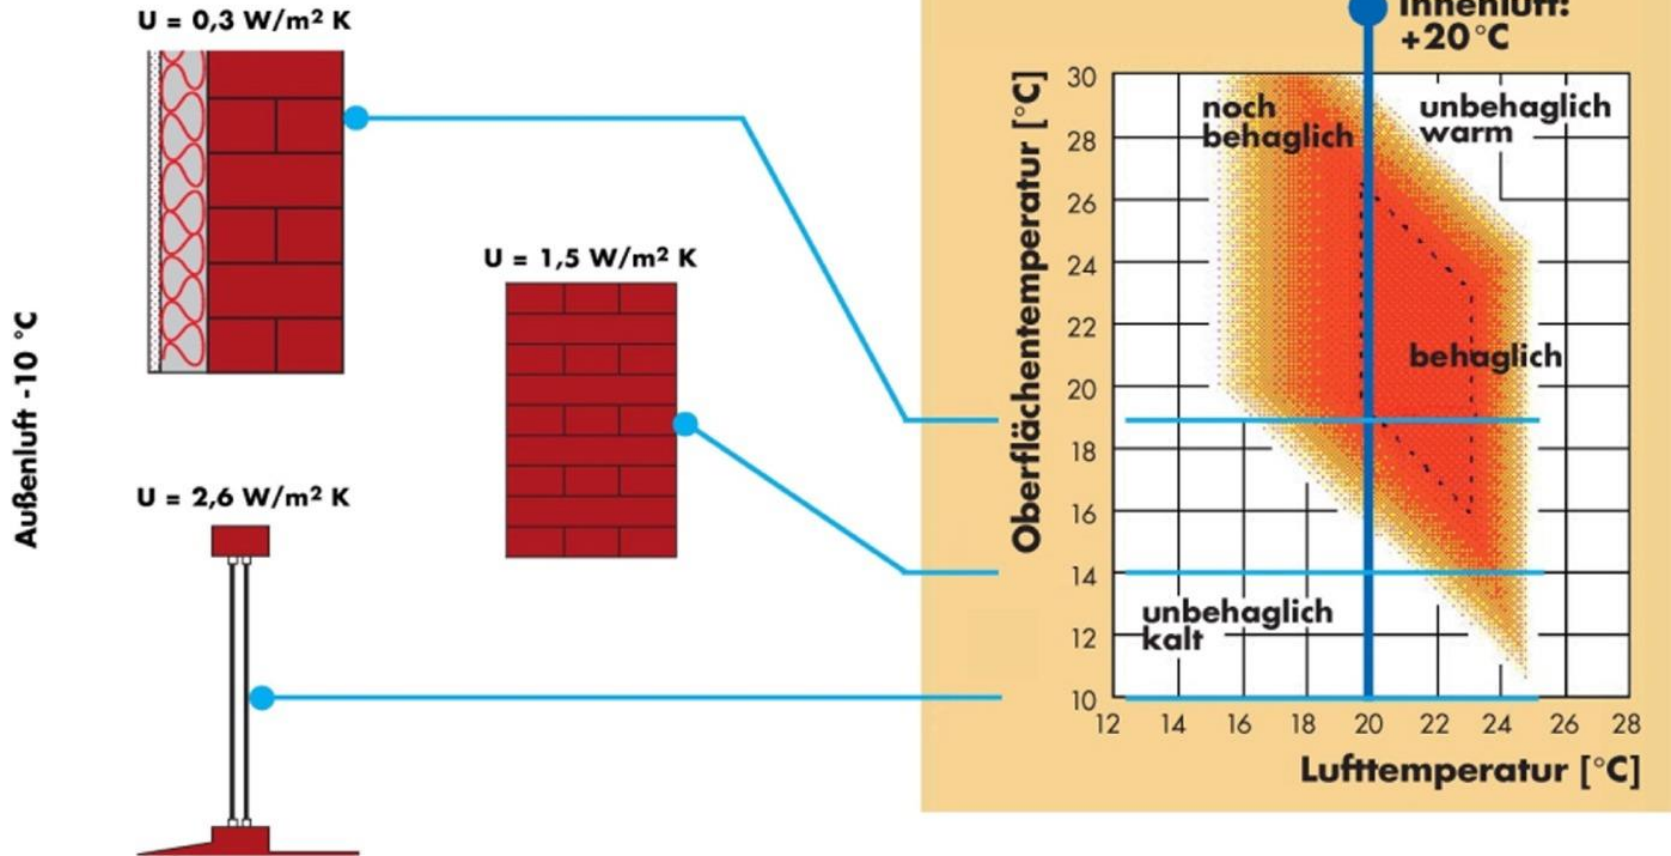 U = 0,3 W/m² K
Innenluft:
+20°C
Oberflächentemperatur [°C]
30
28
26
24
22
20
18
16
14
12
10
noch
behaglich
unbehaglich
warm
behaglich
unbehaglich
kalt
12 14 16 18 20 22 24 26 28
Lufttemperatur [°C]
U = 1,5 W/m² K
Außenluft -10 °C
U = 2,6 W/m² K